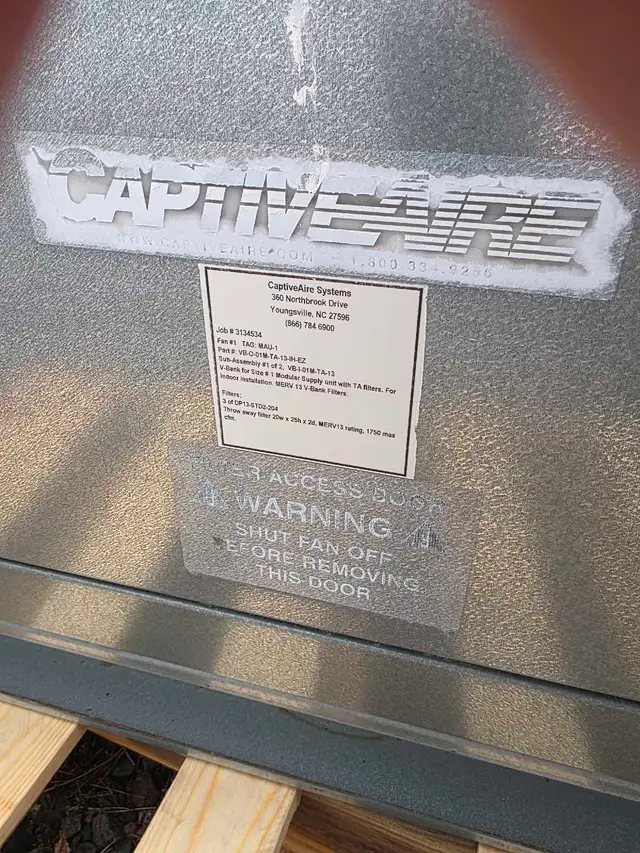 CAPTIVEAIRE
WWW.CAPTIVEAIRE.COM 1.800.334.9256
CaptiveAire Systems
360 Northbrook Drive
Youngsville, NC 27596
(866) 784 6900
Job # 3134534
Fan #1 TAG: MAU-1
Part #: VB-O-01M-TA-13-IH-EZ
Sub-Assembly #1 of 2, VB-I-01M-TA-13
V-Bank for Size # 1 Modular Supply unit with TA filters. For
Indoor installation. MERV 13 V-Bank Filters.
Filters:
3 of DP13-STD2-204
Throw away filter 20w x 25h x 2d, MERV13 rating, 1750 max
cfm.
ACCESS DOOR
WARNING
SHUT FAN OFF
EFORE REMOVING
THIS DOOR